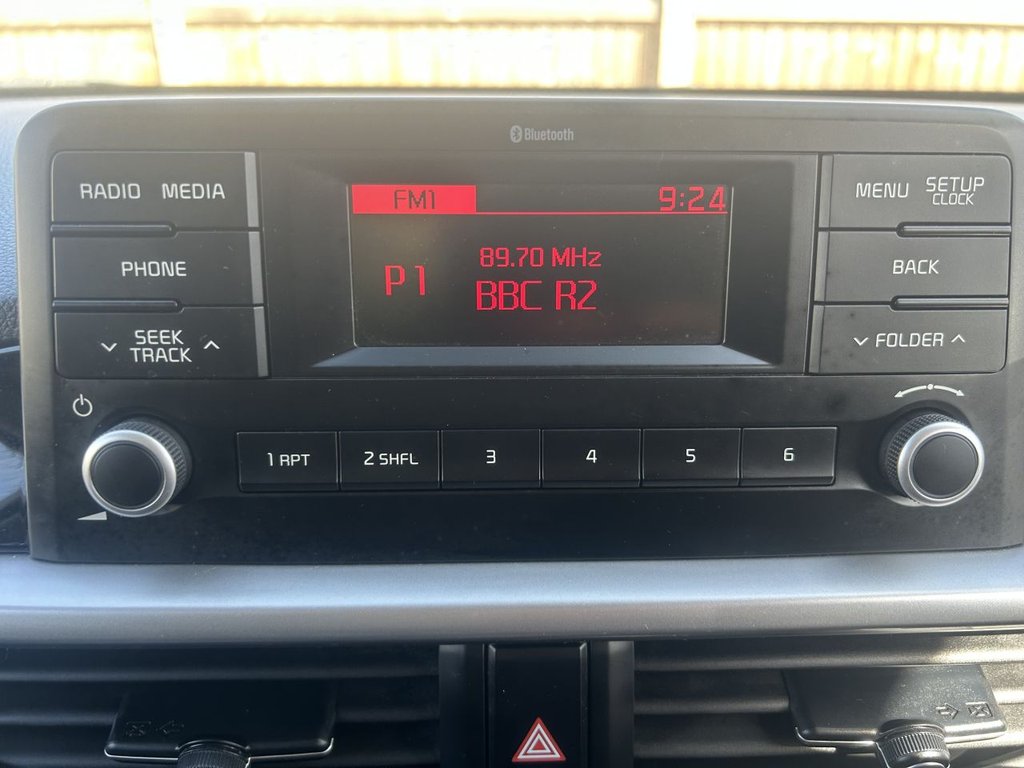 Bluetooth
RADIO MEDIA
PHONE
SEEK
TRACK
FM1 9:24
89.70 MHz
P1
BBC R2
MENU SETUP
CLOCK
BACK
FOLDER
1 RPT 2 SHFL 3 4 5 6